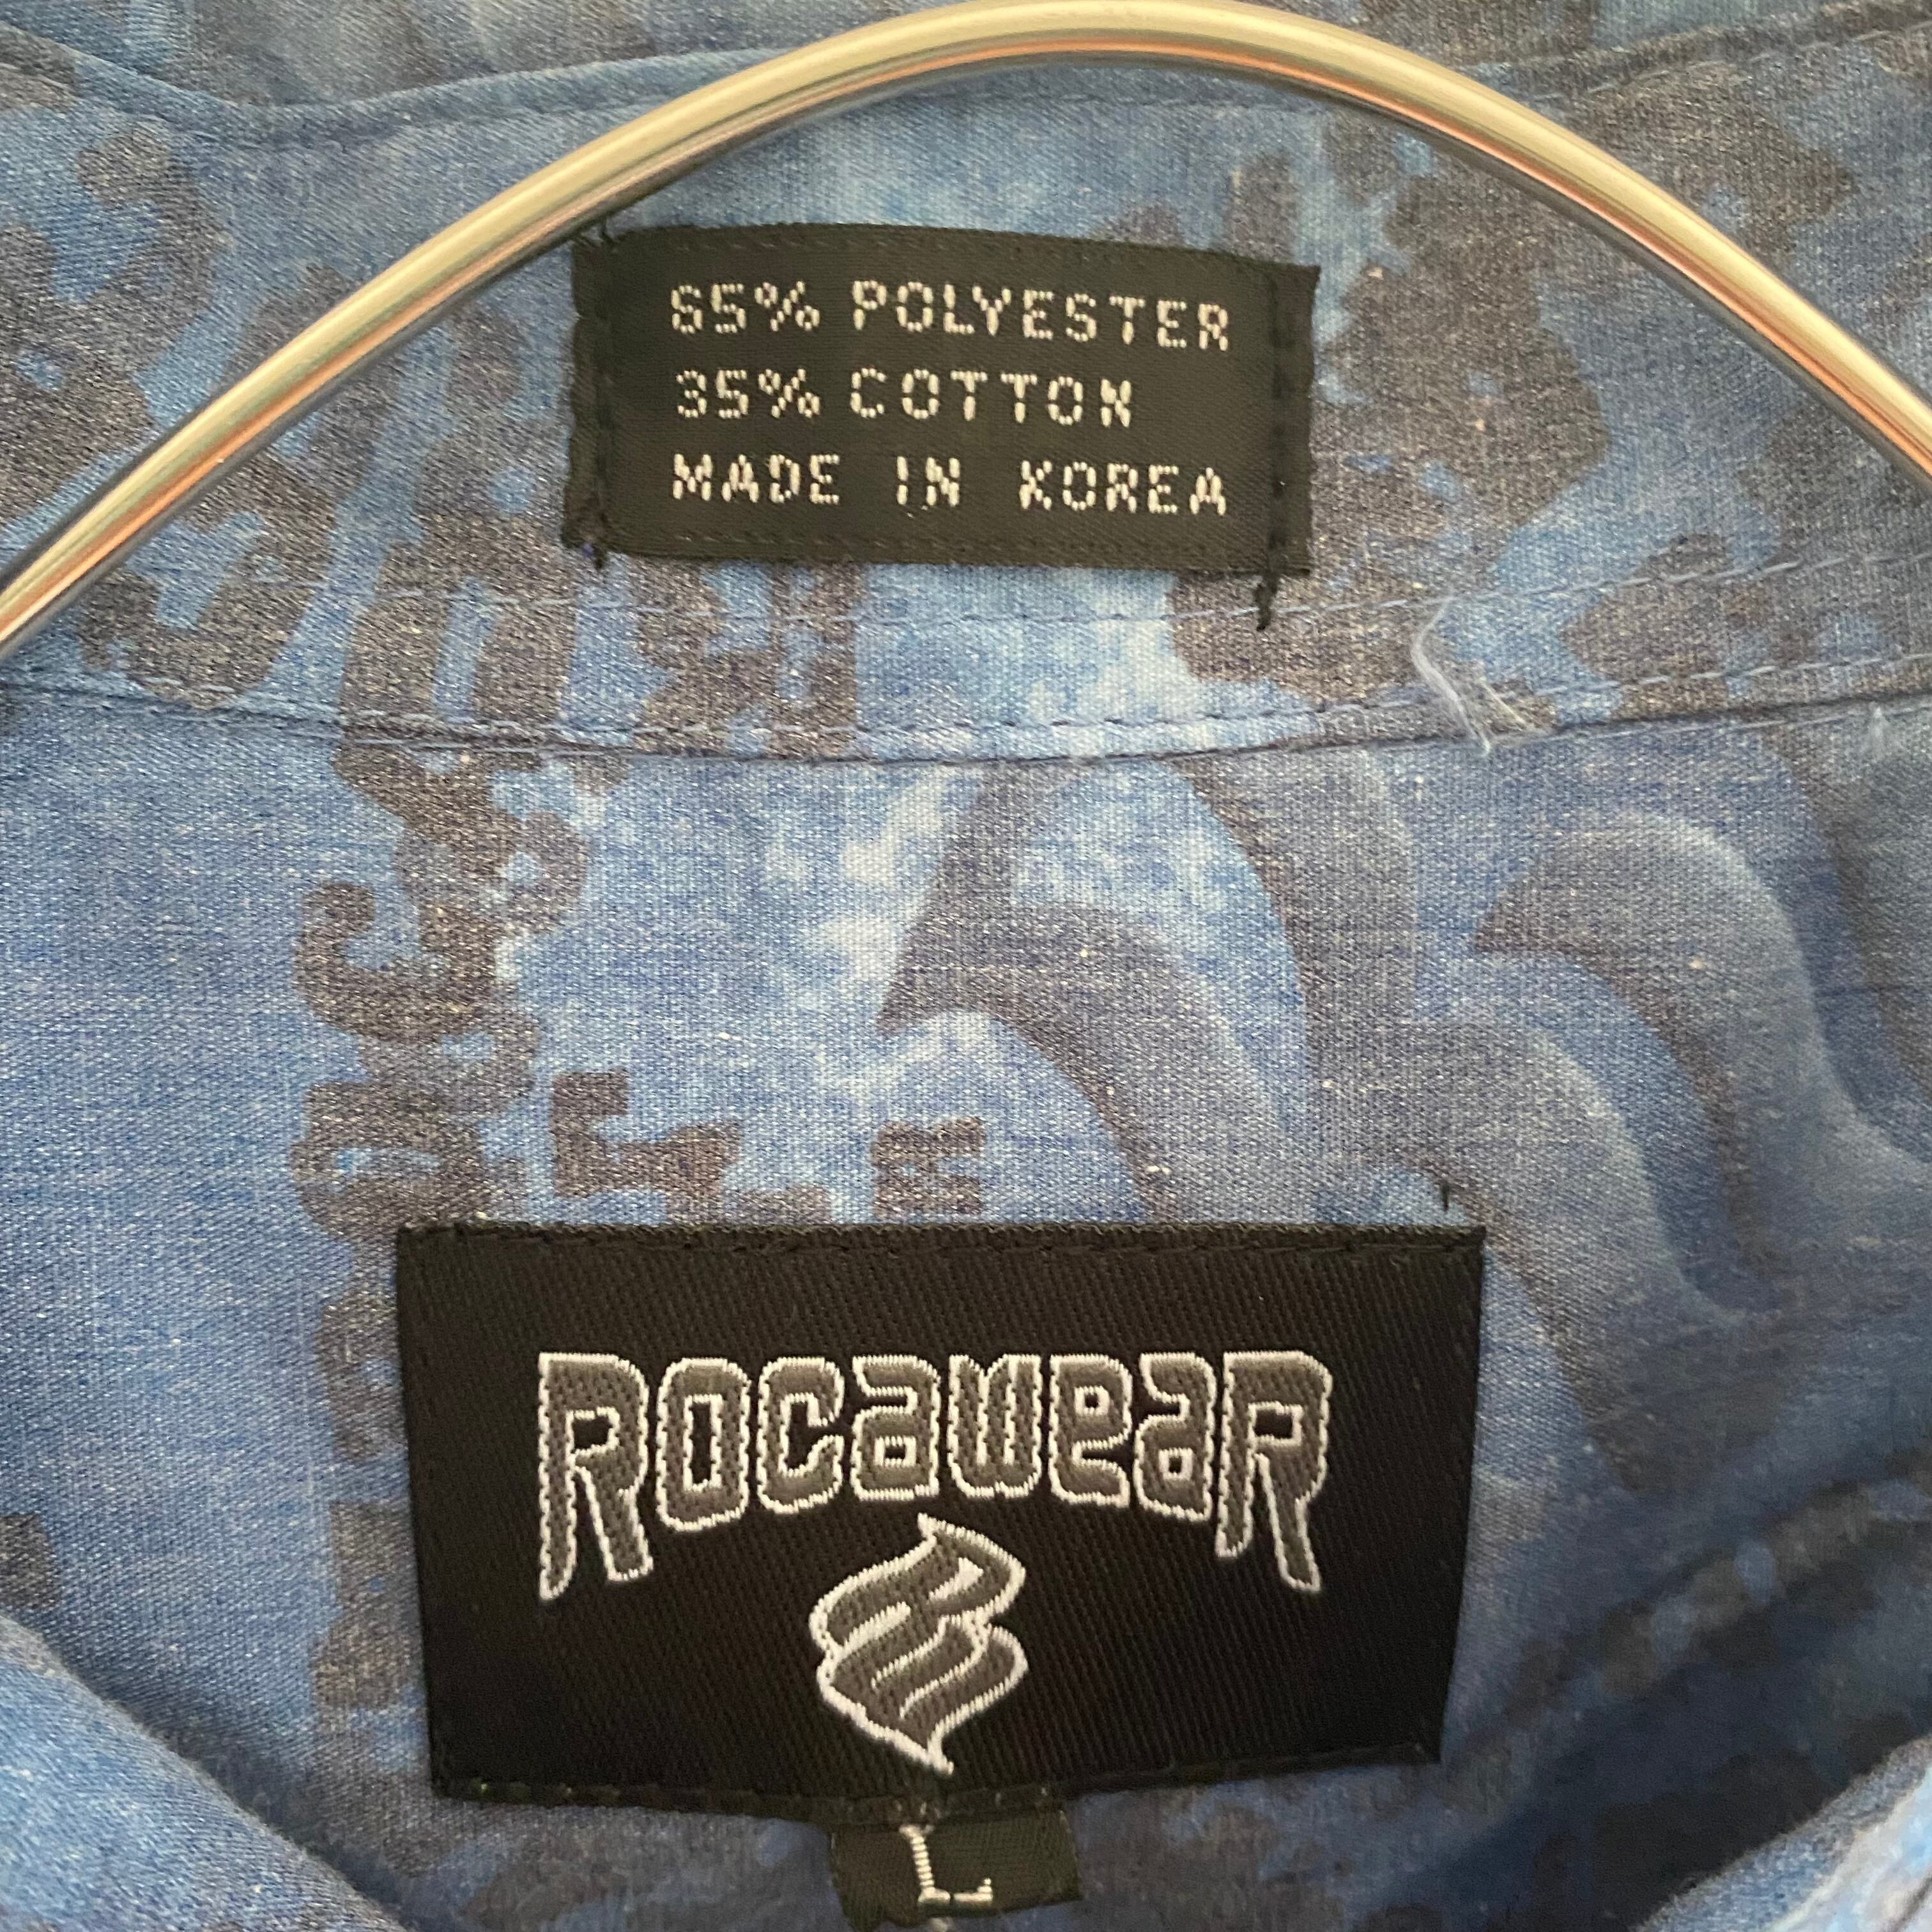 65% POLYESTER
35% COTTON
MADE IN KOREA
ROCAWEAR
L